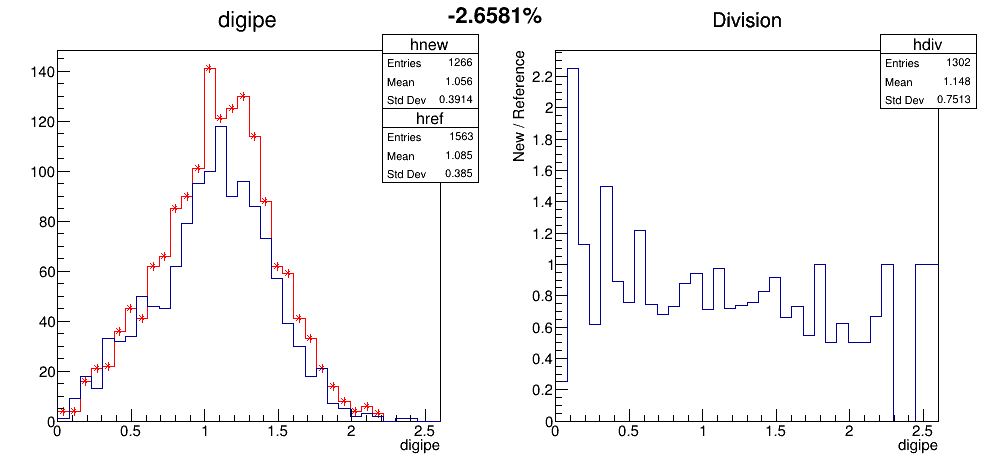 -2.6581%
digipe
hnew
Entries 1266
Mean 1.056
Std Dev 0.3914
href
Entries 1563
Mean 1.085
Std Dev 0.385
140
120
100
80
60
40
20
0
0 0.5 1 1.5 2 2.5
digipe
Division
hdiv
Entries 1302
Mean 1.148
Std Dev 0.7513
New / Reference
2.2
2
1.8
1.6
1.4
1.2
1
0.8
0.6
0.4
0.2
0
0 0.5 1 1.5 2 2.5
digipe